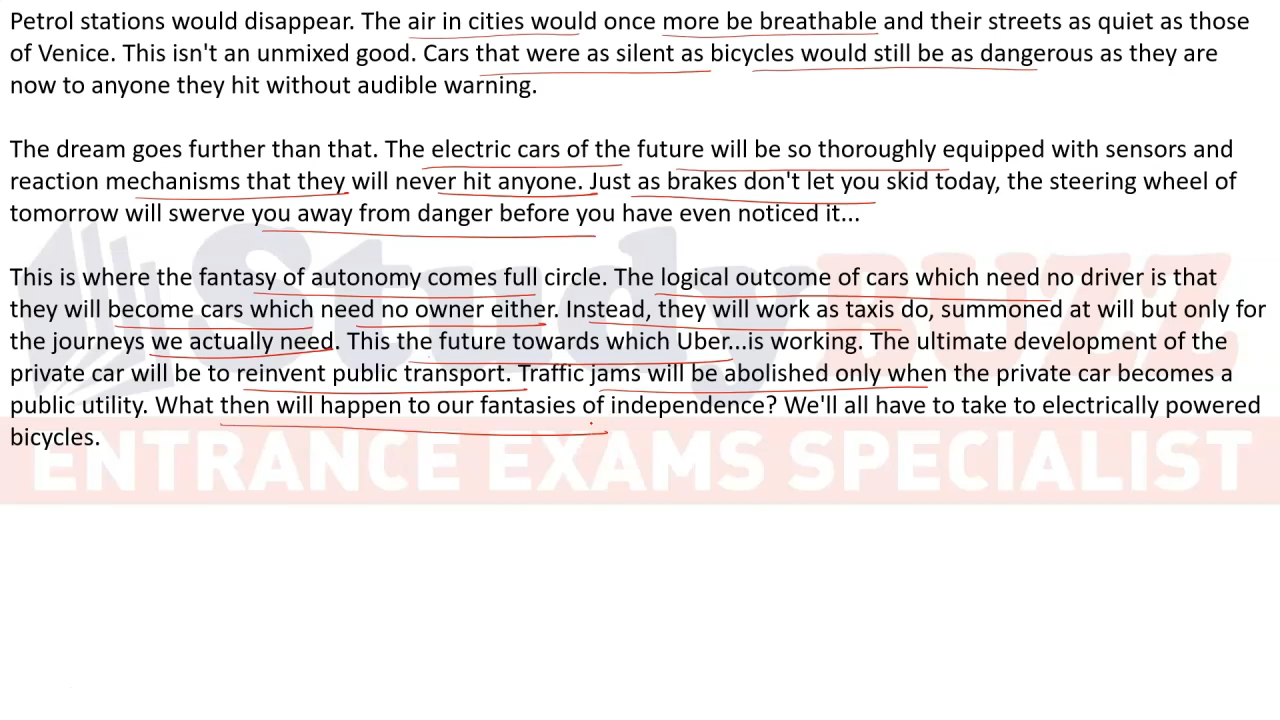 Petrol stations would disappear. The air in cities would once more be breathable and their streets as quiet as those
of Venice. This isn't an unmixed good. Cars that were as silent as bicycles would still be as dangerous as they are
now to anyone they hit without audible warning.
The dream goes further than that. The electric cars of the future will be so thoroughly equipped with sensors and
reaction mechanisms that they will never hit anyone. Just as brakes don't let you skid today, the steering wheel of
tomorrow will swerve you away from danger before you have even noticed it...
This is where the fantasy of autonomy comes full circle. The logical outcome of cars which need no driver is that
they will become cars which need no owner either. Instead, they will work as taxis do, summoned at will but only for
the journeys we actually need. This the future towards which Uber...is working. The ultimate development of the
private car will be to reinvent public transport. Traffic jams will be abolished only when the private car becomes a
public utility. What then will happen to our fantasies of independence? We'll all have to take to electrically powered
bicycles.
Study BUZZ
ENTRANCE EXAMS SPECIALIST